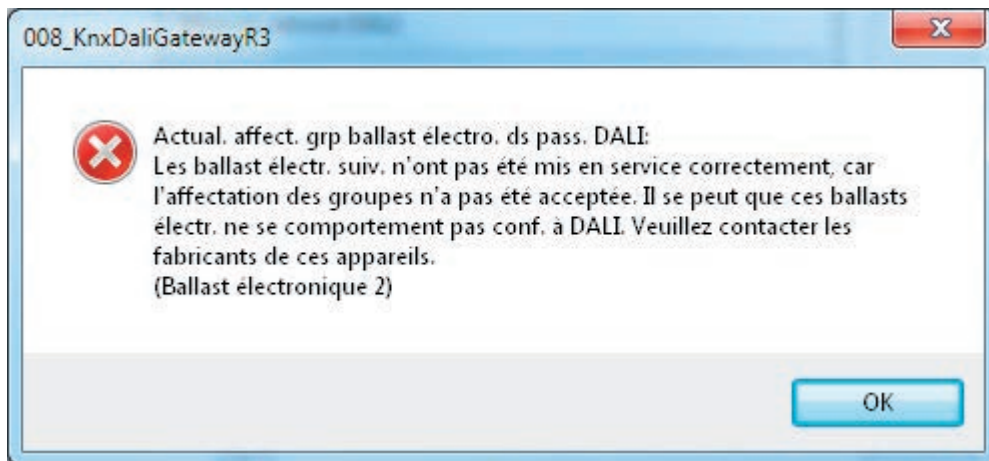 008_KnxDaliGatewayR3
Actual. affect. grp ballast électro. ds pass. DALI:
Les ballast électr. suiv. n'ont pas été mis en service correctement, car
l'affectation des groupes n'a pas été acceptée. Il se peut que ces ballasts
électr. ne se comportement pas conf. à DALI. Veuillez contacter les
fabricants de ces appareils.
(Ballast électronique 2)
OK